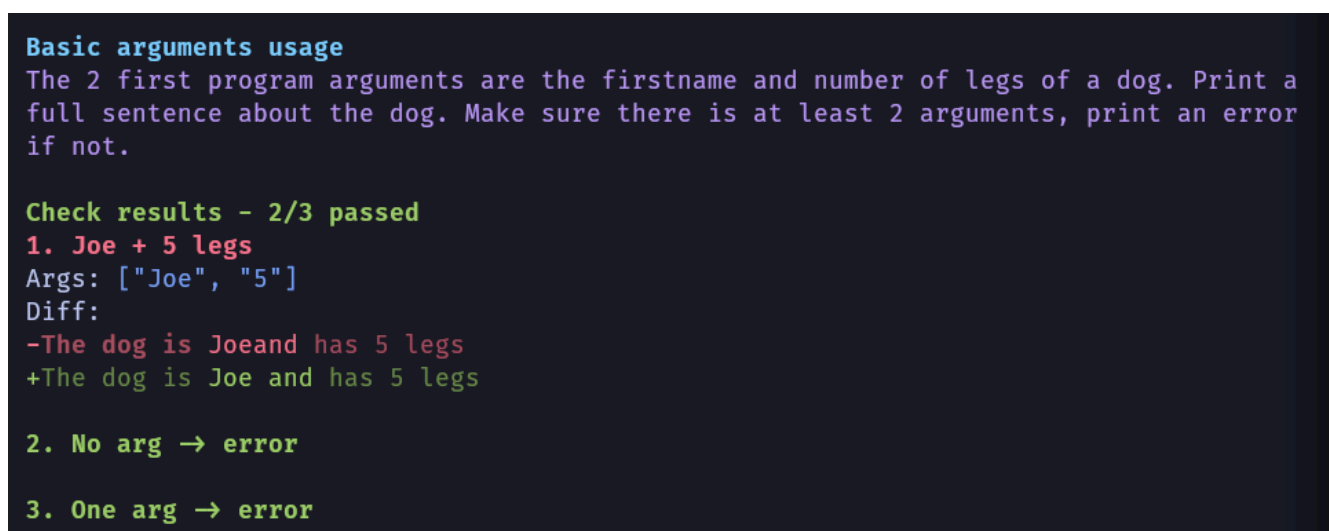 Basic arguments usage
The 2 first program arguments are the firstname and number of legs of a dog. Print a
full sentence about the dog. Make sure there is at least 2 arguments, print an error
if not.
Check results - 2/3 passed
1. Joe + 5 legs
Args: ["Joe", "5"]
Diff:
-The dog is Joeand has 5 legs
+The dog is Joe and has 5 legs
2. No arg → error
3. One arg → error